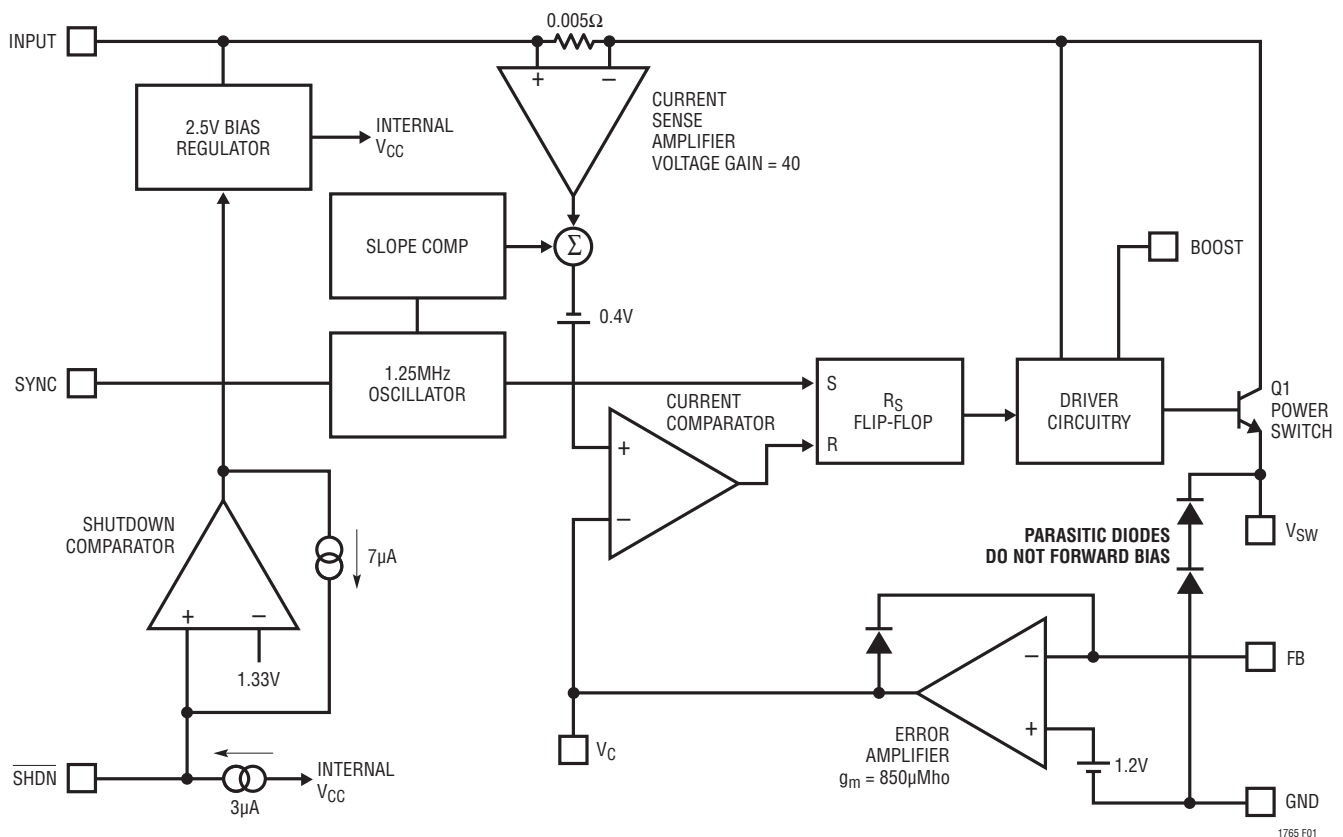 0.005Ω
INPUT
+
−
2.5V BIAS
REGULATOR
INTERNAL
VCC
CURRENT
SENSE
AMPLIFIER
VOLTAGE GAIN = 40
SLOPE COMP
Σ
BOOST
0.4V
SYNC
1.25MHz
OSCILLATOR
CURRENT
COMPARATOR
S
R
RS
FLIP-FLOP
DRIVER
CIRCUITRY
Q1
POWER
SWITCH
+
−
SHUTDOWN
COMPARATOR
7µA
+
−
1.33V
PARASITIC DIODES
DO NOT FORWARD BIAS
VSW
−
+
FB
ERROR
AMPLIFIER
gm = 850µMho
1.2V
VC
SHDN
3µA
INTERNAL
VCC
GND
1765 F01